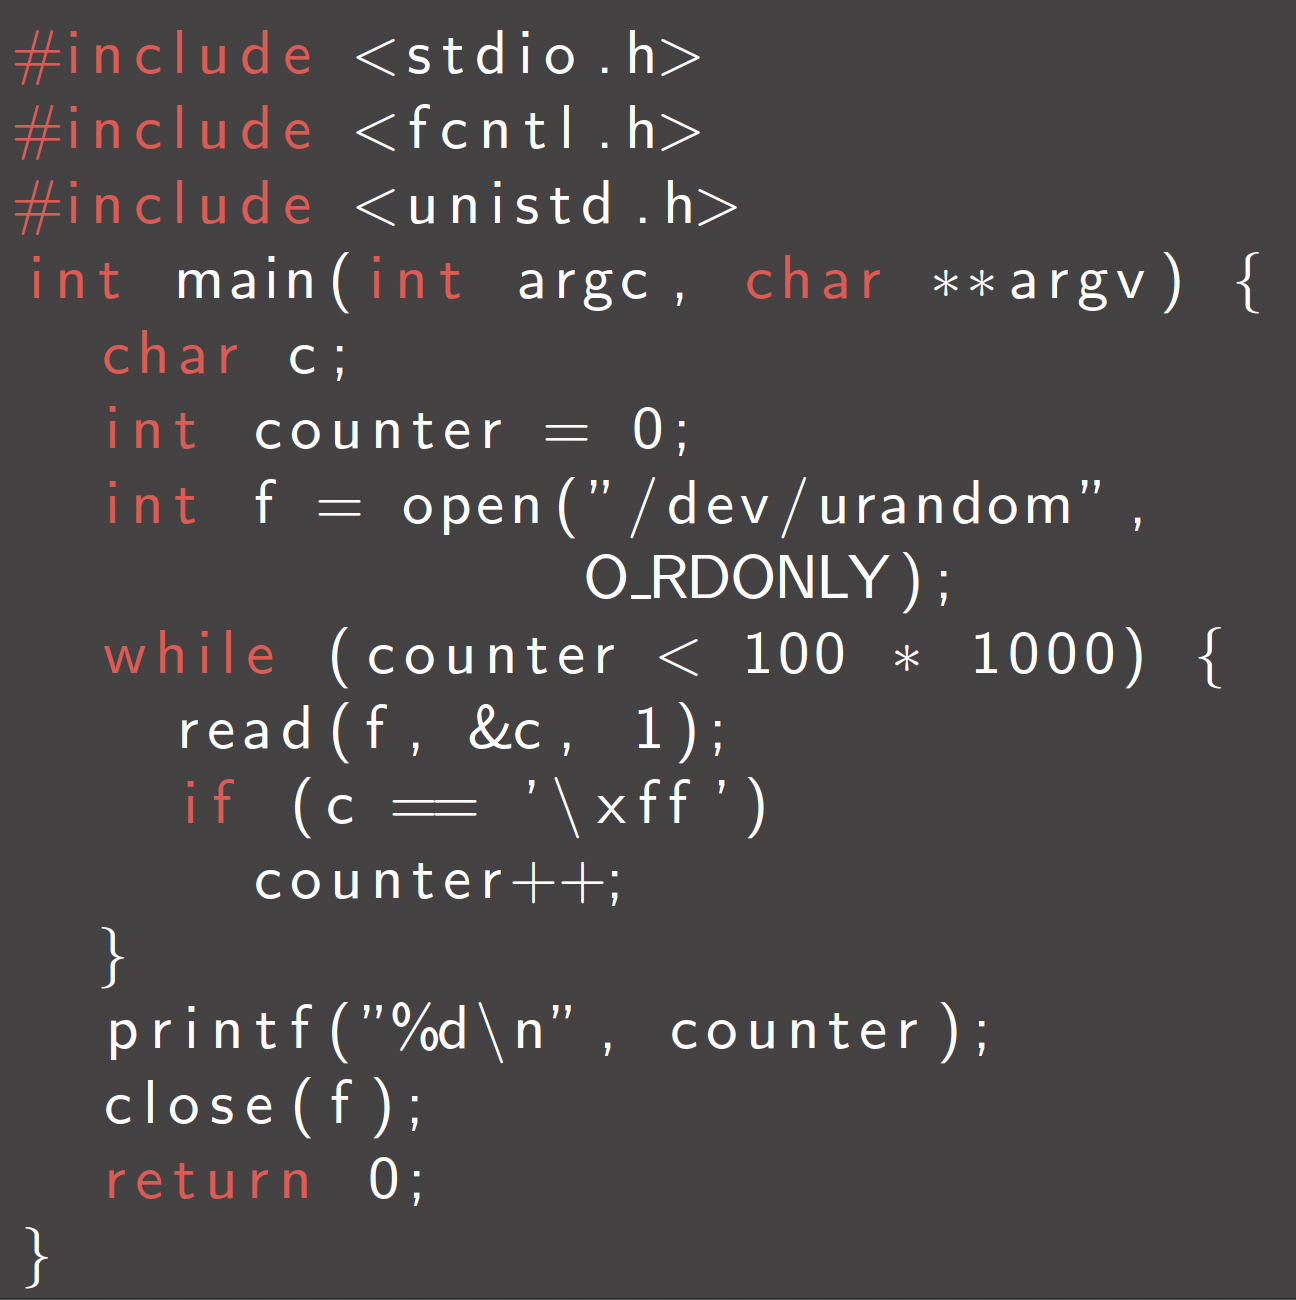 #include <stdio.h>
#include <fcntl.h>
#include <unistd.h>
int main(int argc, char **argv) {
  char c;
  int counter = 0;
  int f = open("/dev/urandom",
               O_RDONLY);
  while (counter < 100 * 1000) {
    read(f, &c, 1);
    if (c == '\xff')
      counter++;
  }
  printf("%d\n", counter);
  close(f);
  return 0;
}